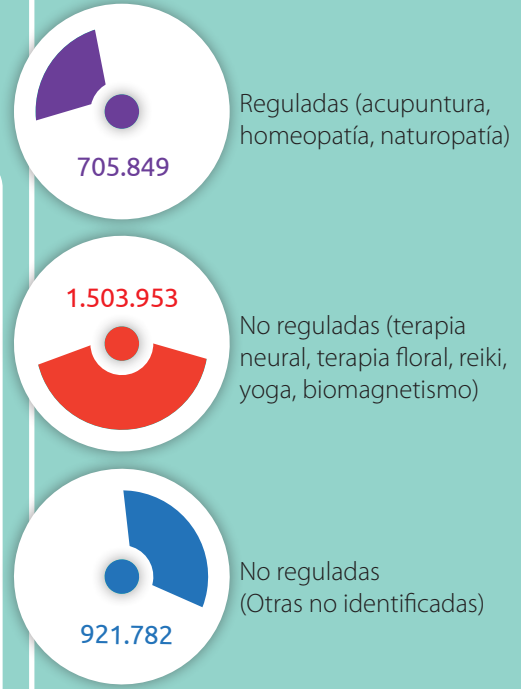 705.849
Reguladas (acupuntura,
homeopatía, naturopatía)
1.503.953
No reguladas (terapia
neural, terapia floral, reiki,
yoga, biomagnetismo)
921.782
No reguladas
(Otras no identificadas)